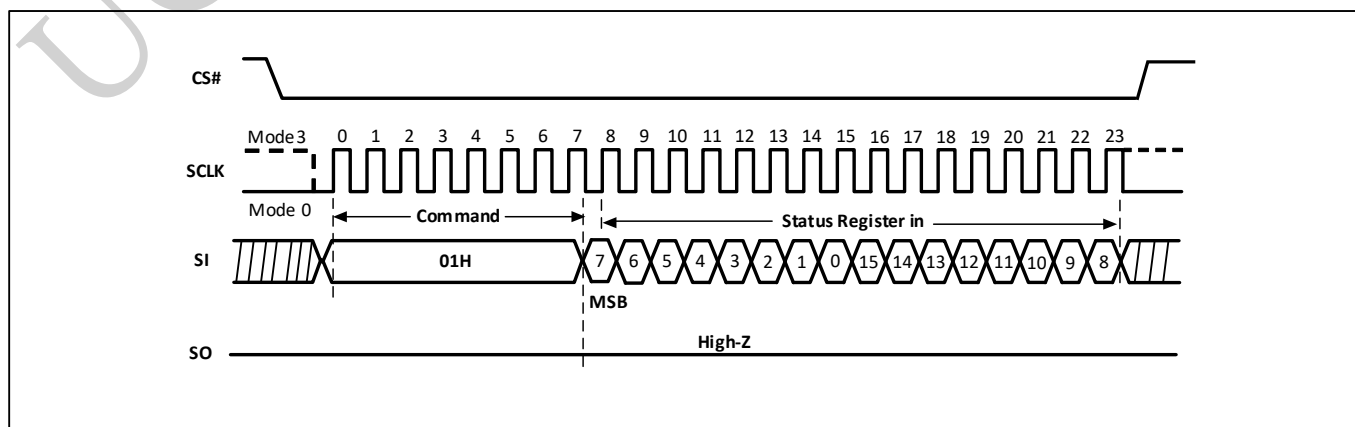 CS#
Mode 3 0 1 2 3 4 5 6 7 8 9 10 11 12 13 14 15 16 17 18 19 20 21 22 23
SCLK
Mode 0
Command Status Register in
SI 01H 7 6 5 4 3 2 1 0 15 14 13 12 11 10 9 8
MSB
High-Z
SO